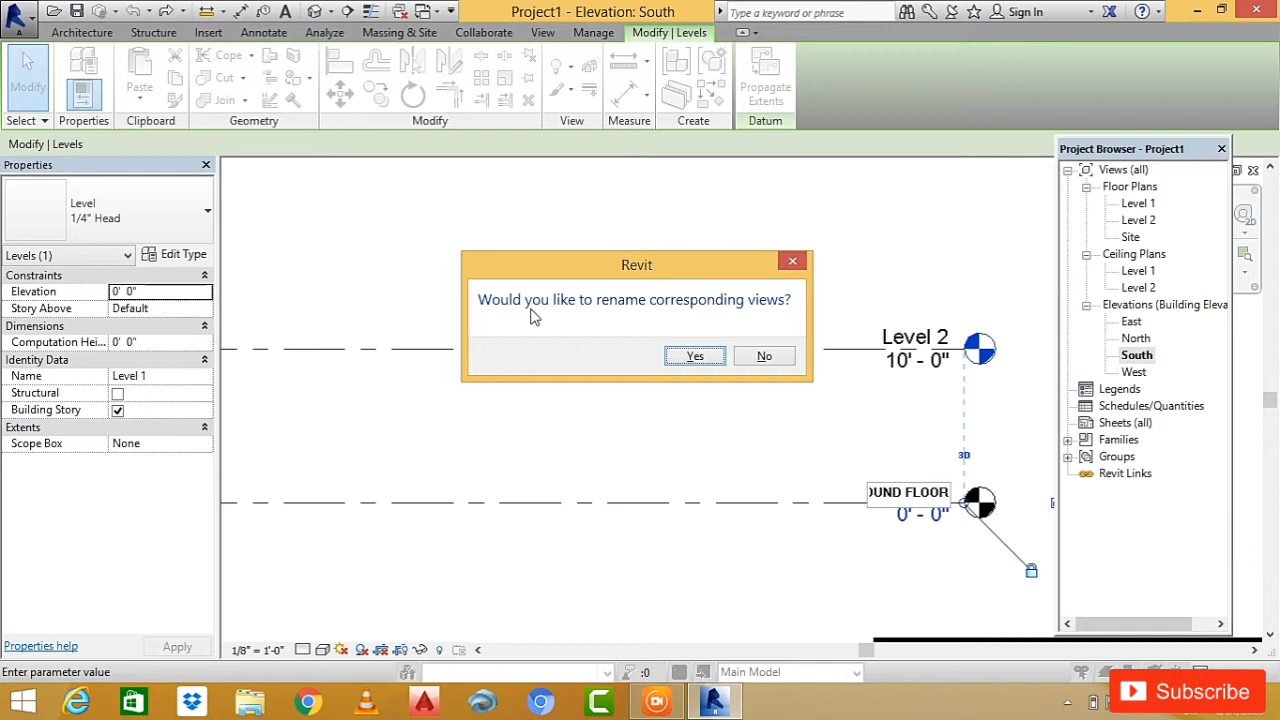 Project1 - Elevation: South
Type a keyword or phrase
Sign In
Architecture Structure Insert Annotate Analyze Massing & Site Collaborate View Manage Modify | Levels
Modify
Paste
Cope
Cut
Join
Propagate
Extents
Select Properties Clipboard Geometry Modify View Measure Create Datum
Modify | Levels
Properties
Level
1/4" Head
Levels (1)
Edit Type
Constraints
Elevation 0' 0"
Story Above Default
Dimensions
Computation Hei... 0' 0"
Identity Data
Name Level 1
Structural
Building Story
Extents
Scope Box None
Properties help
Apply
Revit
Would you like to rename corresponding views?
Yes
No
Level 2
10' - 0"
3D
OUND FLOOR
0' - 0"
Project Browser - Project1
Views (all)
Floor Plans
Level 1
Level 2
Site
Ceiling Plans
Level 1
Level 2
Elevations (Building Eleva
East
North
South
West
Legends
Schedules/Quantities
Sheets (all)
Families
Groups
Revit Links
1/8" = 1'-0"
Enter parameter value
:0
Main Model
Subscribe